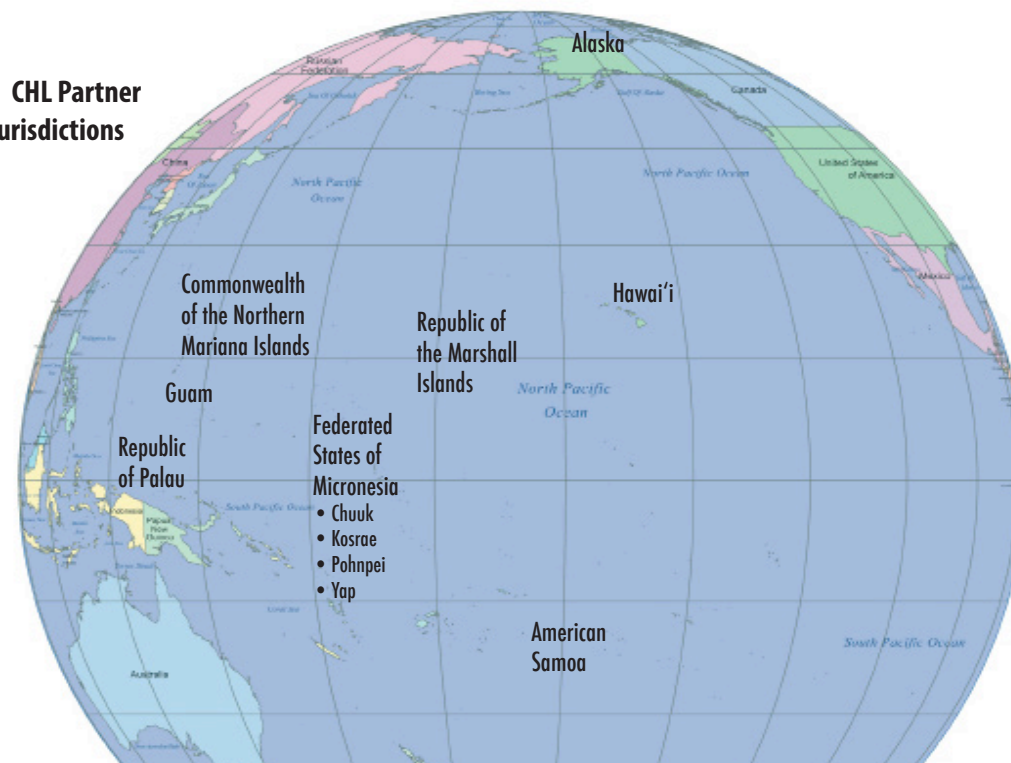 CHL Partner
urisdictions
Alaska
Russian
Federation
Sea Of Okhotsk
Bering Sea
Gulf Of Alaska
Canada
China
North Pacific
Ocean
North Pacific Ocean
United States
of America
Mexico
Commonwealth
of the Northern
Mariana Islands
Hawai‘i
Republic of
the Marshall
Islands
Guam
North Pacific
Ocean
Republic
of Palau
Federated
States of
Micronesia
• Chuuk
• Kosrae
• Pohnpei
• Yap
South Pacific Ocean
Indonesia
Papua
New
Guinea
Coral Sea
American
Samoa
South Pacific Ocean
Australia